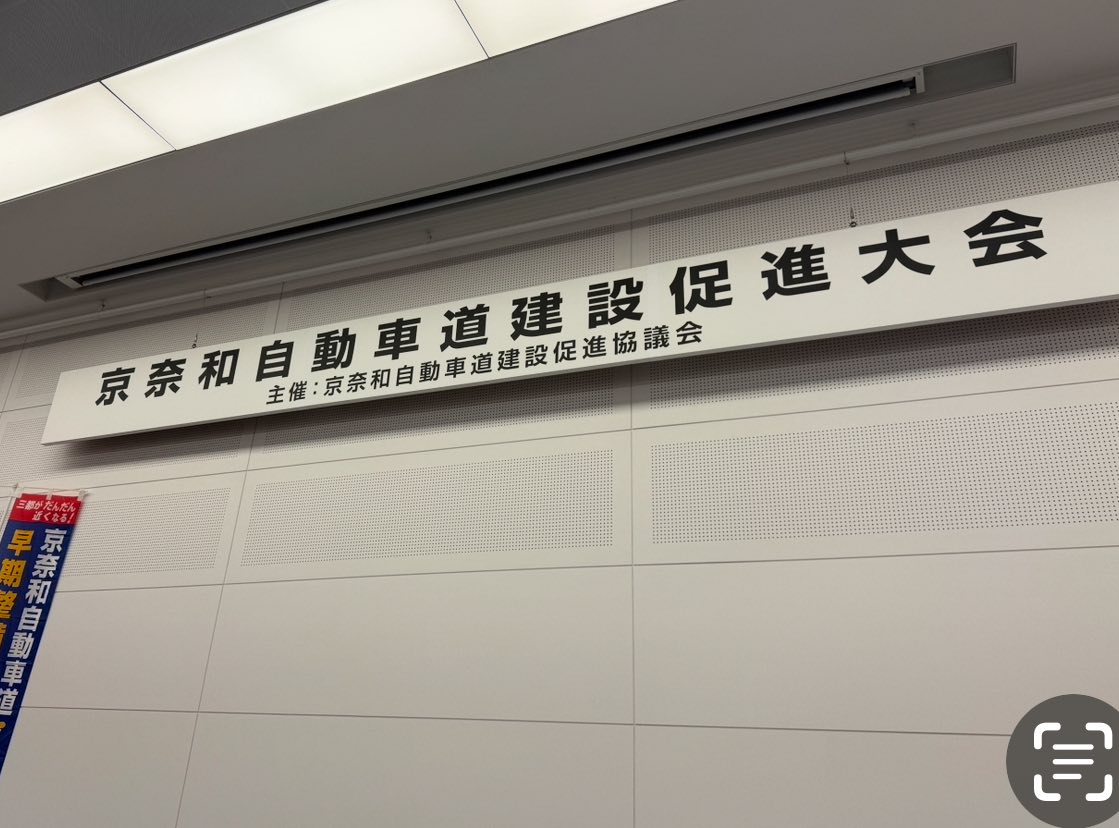 京奈和自動車道建設促進大会
主催：京奈和自動車道建設促進協議会
三都がだんだん
近くなる！
京奈和自動車道
早期整